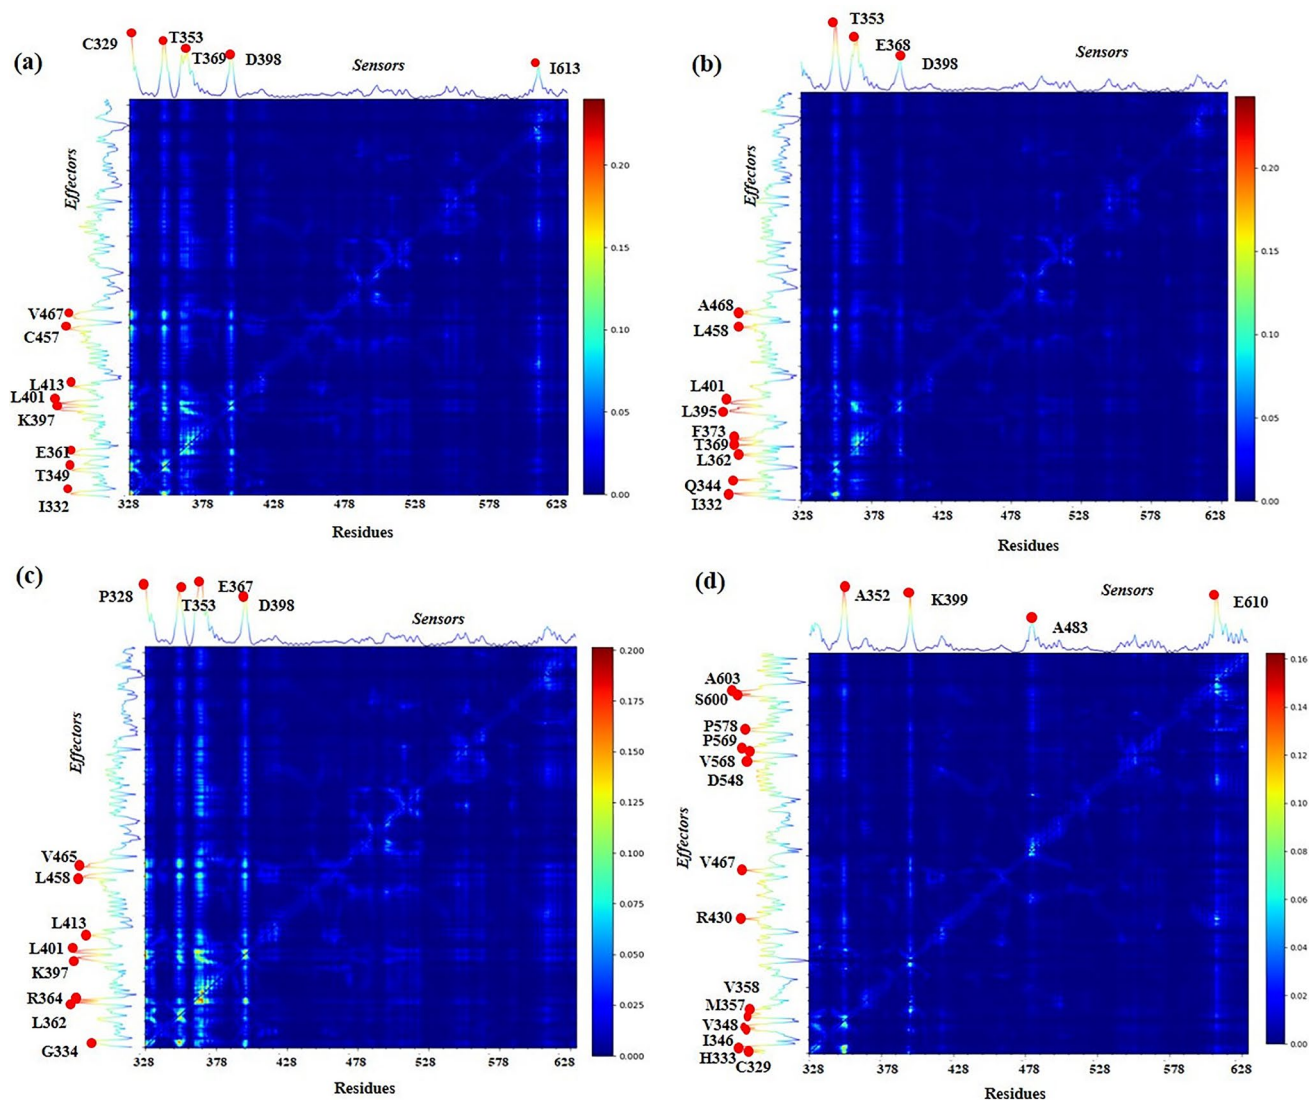 (a)
C329
T353
T369
D398
Sensors
I613
Effectors
V467
C457
L413
L401
K397
E361
T349
I332
0.20
0.15
0.10
0.05
0.00
328 378 428 478 528 578 628
Residues
(b)
T353
E368
D398
Sensors
Effectors
A468
L458
L401
L395
F373
T369
L362
Q344
I332
0.20
0.15
0.10
0.05
0.00
328 378 428 478 528 578 628
Residues
(c)
P328
T353
E367
D398
Sensors
Effectors
V465
L458
L413
L401
K397
R364
L362
G334
0.200
0.175
0.150
0.125
0.100
0.075
0.050
0.025
0.000
328 378 428 478 528 578
Residues
(d)
A352
K399
A483
Sensors
E610
Effectors
A603
S600
P578
P569
V568
D548
V467
R430
V358
M357
V348
I346
H333
C329
0.16
0.14
0.12
0.10
0.08
0.06
0.04
0.02
0.00
328 378 428 478 528 578 628
Residues